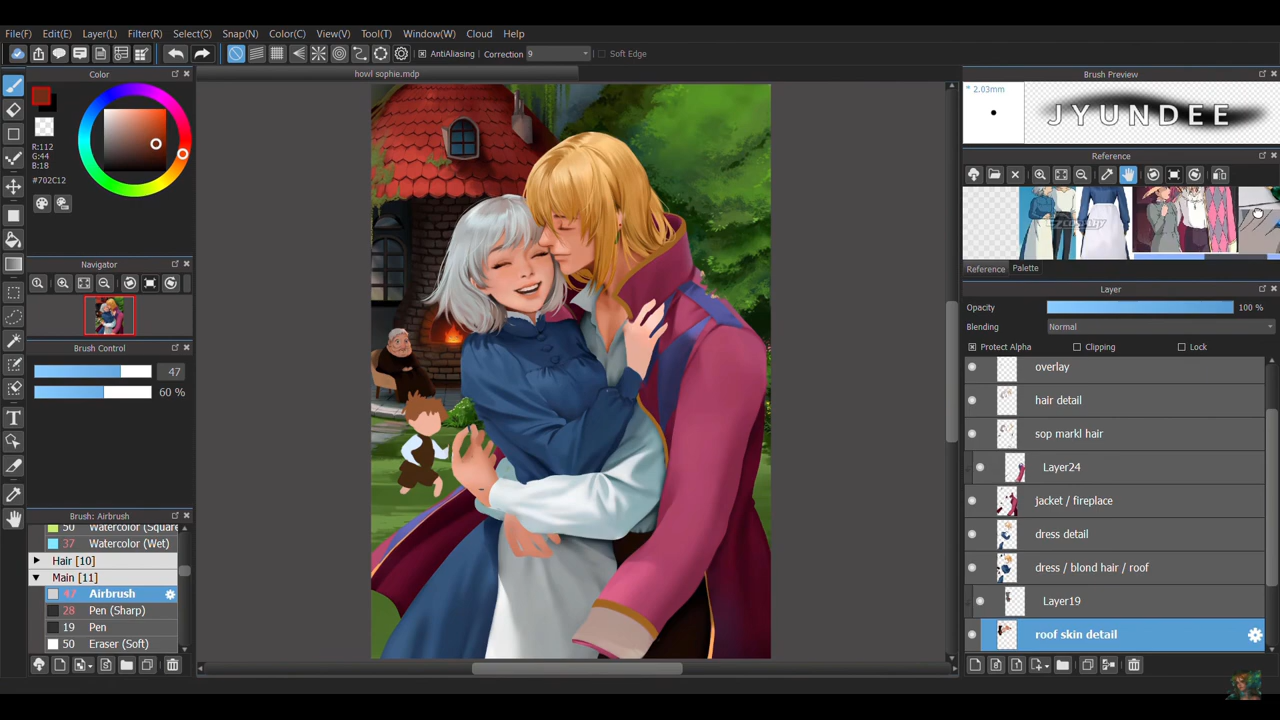 File(F) Edit(E) Layer(L) Filter(R) Select(S) Snap(N) Color(C) View(V) Tool(T) Window(W) Cloud Help
AntiAliasing Correction 9 Soft Edge
Color
howl sophie.mdp
Brush Preview
* 2.03mm
JYUNDEE
R:112
G:44
B:18
#702C12
Reference
Navigator
Reference Palette
Layer
Opacity 100 %
Blending Normal
Protect Alpha Clipping Lock
Brush Control
47
60 %
overlay
hair detail
sop markl hair
Layer24
jacket / fireplace
dress detail
dress / blond hair / roof
Layer19
roof skin detail
Brush: Airbrush
50 Watercolor (Square
37 Watercolor (Wet)
Hair [10]
Main [11]
47 Airbrush
28 Pen (Sharp)
19 Pen
50 Eraser (Soft)